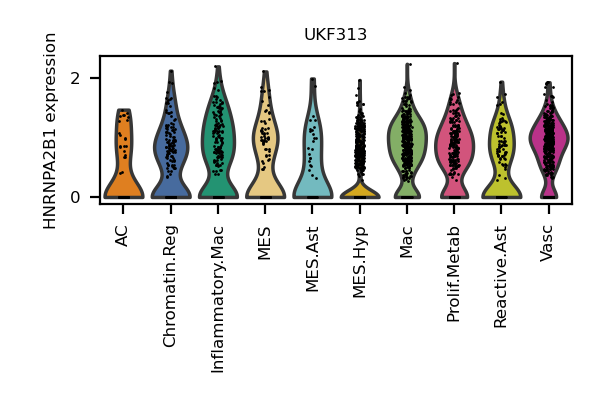 UKF313
HNRNPA2B1 expression
2
0
AC
Chromatin.Reg
Inflammatory.Mac
MES
MES.Ast
MES.Hyp
Mac
Prolif.Metab
Reactive.Ast
Vasc